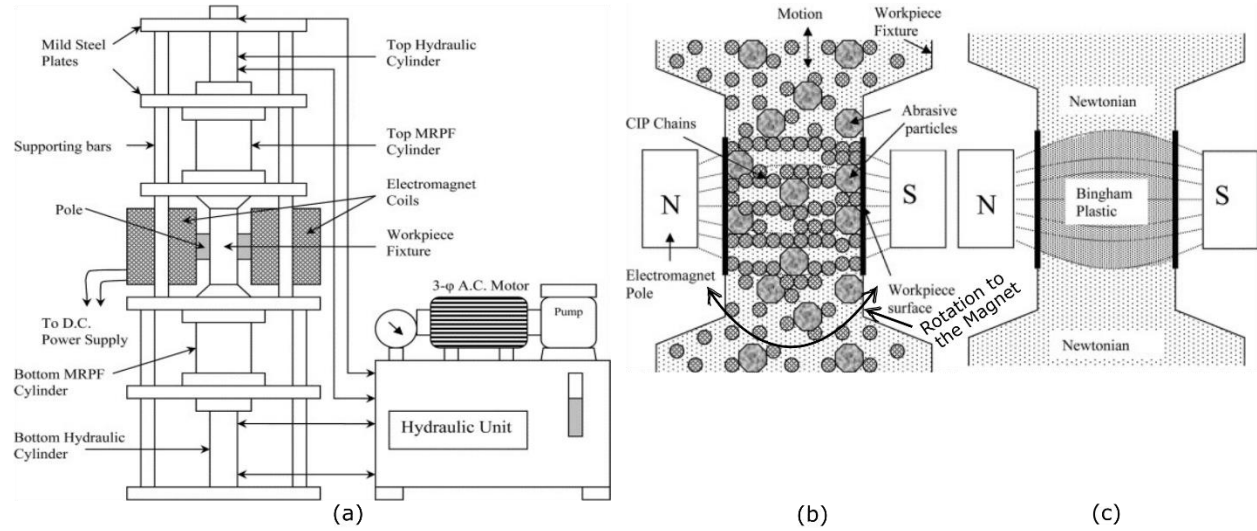 Mild Steel
Plates
Supporting bars
Pole
To D.C.
Power Supply
Bottom MRPF
Cylinder
Bottom Hydraulic
Cylinder
Top Hydraulic
Cylinder
Top MRPF
Cylinder
Electromagnet
Coils
Workpiece
Fixture
3-φ A.C. Motor
Pump
Hydraulic Unit
(a)
Motion
Workpiece
Fixture
CIP Chains
Abrasive
particles
N
S
Electromagnet
Pole
Workpiece
surface
Rotation to
the Magnet
(b)
Newtonian
N
Bingham
Plastic
S
Newtonian
(c)